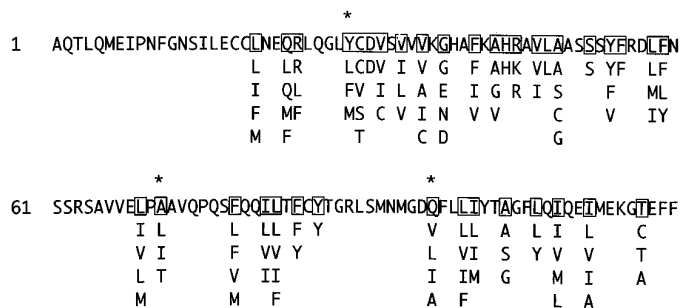 *
1 AQTLQMEIPNFGNSILECCLNEQRLQGLYCDVSVVVKGHAFKAHRAVLAASSSYFRDLFN
L LR LCDV I V G F AHK VLA S YF LF
I QL FV I L A E I G R I S F ML
F MF MS C V I N V V C V IY
M F T C D G
* *
61 SSRSAVVELPAAVQPQSFQQILTFCYTGRLSMNMGDQFLLIYTAGFLQIQEIMEKGTEFF
I L L LL F Y V LL A L I L C
V I F VV Y L VI S Y V V T
L T V II I IM G M I A
M M F A F L A